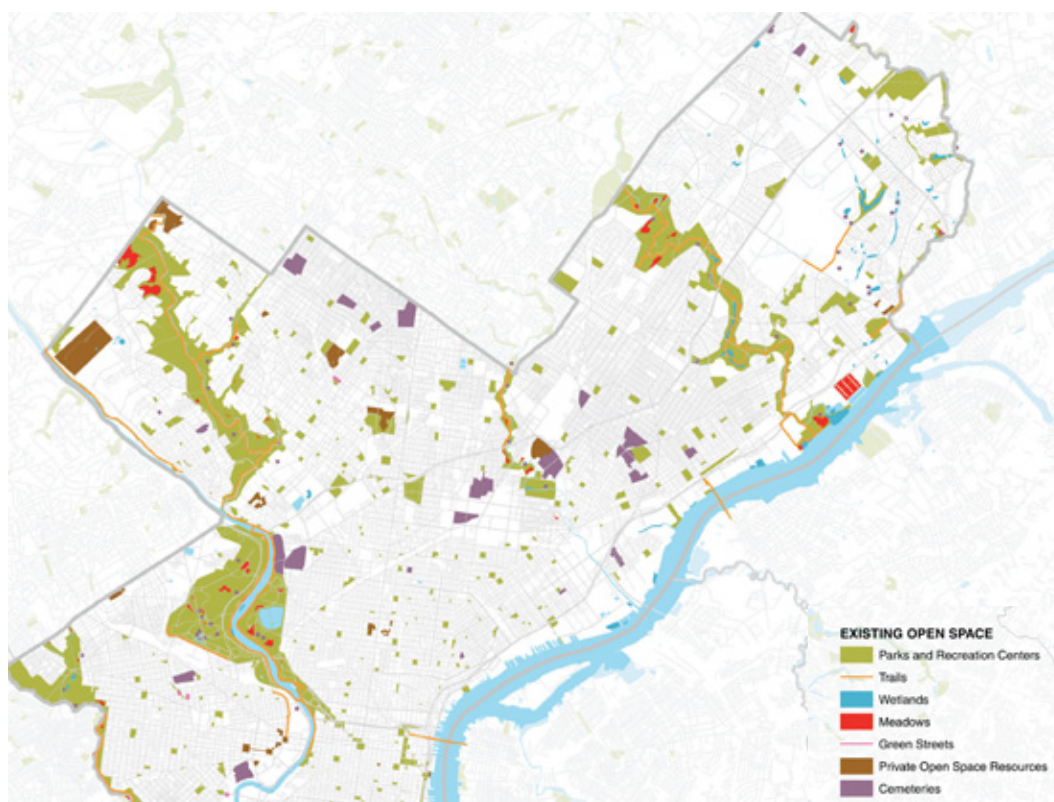 EXISTING OPEN SPACE
Parks and Recreation Centers
Trails
Wetlands
Meadows
Green Streets
Private Open Space Resources
Cemeteries